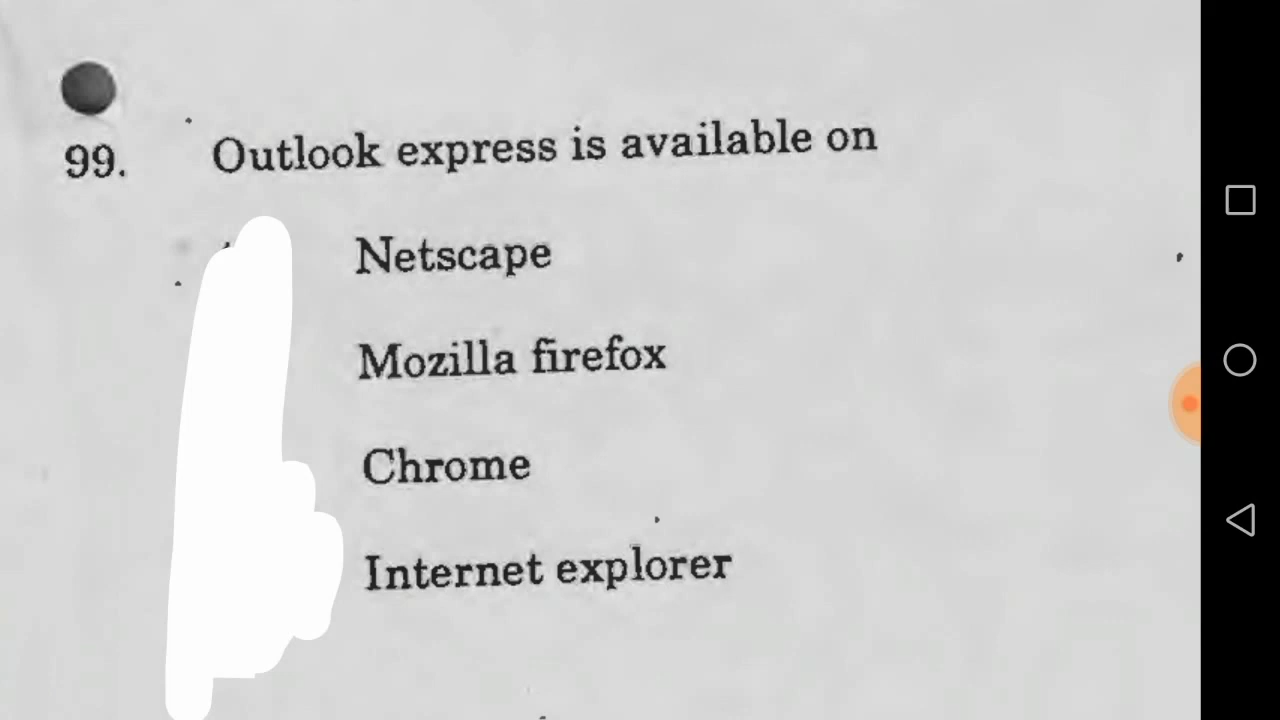 99. Outlook express is available on
Netscape
Mozilla firefox
Chrome
Internet explorer